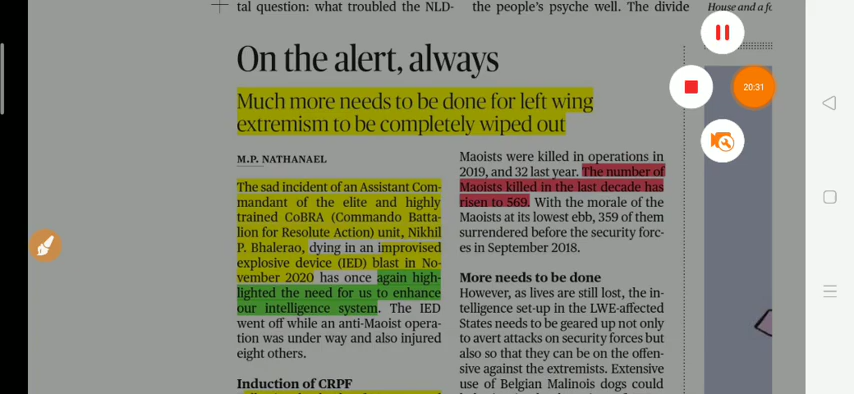 tal question: what troubled the NLD-
the people's psyche well. The divide
House and a fo
On the alert, always
Much more needs to be done for left wing
extremism to be completely wiped out
M.P. NATHANAEL
The sad incident of an Assistant Com-
mandant of the elite and highly
trained CoBRA (Commando Batta-
lion for Resolute Action) unit, Nikhil
P. Bhalerao, dying in an improvised
explosive device (IED) blast in No-
vember 2020 has once again high-
lighted the need for us to enhance
our intelligence system. The IED
went off while an anti-Maoist opera-
tion was under way and also injured
eight others.
Induction of CRPF
Maoists were killed in operations in
2019, and 32 last year. The number of
Maoists killed in the last decade has
risen to 569. With the morale of the
Maoists at its lowest ebb, 359 of them
surrendered before the security forc-
es in September 2018.
More needs to be done
However, as lives are still lost, the in-
telligence set-up in the LWE-affected
States needs to be geared up not only
to avert attacks on security forces but
also so that they can be on the offen-
sive against the extremists. Extensive
use of Belgian Malinois dogs could
20:31